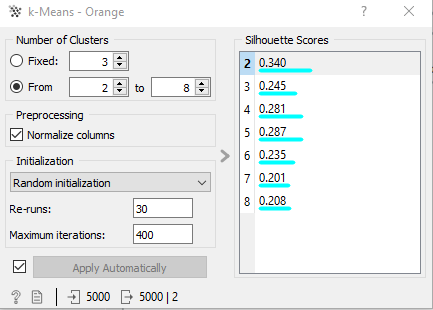 k-Means - Orange
Number of Clusters
Fixed: 3
From 2 to 8
Preprocessing
Normalize columns
Initialization
Random initialization
Re-runs: 30
Maximum iterations: 400
Apply Automatically
? 5000 5000 | 2
Silhouette Scores
2 0.340
3 0.245
4 0.281
5 0.287
6 0.235
7 0.201
8 0.208